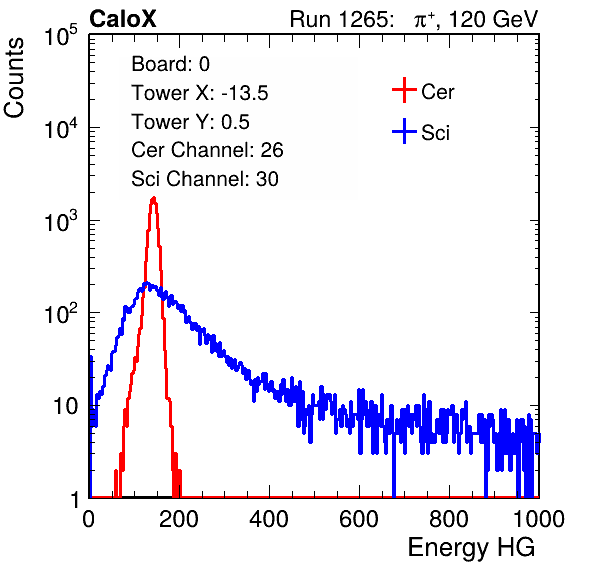 CaloX Run 1265: π⁺, 120 GeV
Counts
10⁵
10⁴
10³
10²
10
1
Board: 0
Tower X: -13.5
Tower Y: 0.5
Cer Channel: 26
Sci Channel: 30
Cer
Sci
0 200 400 600 800 1000
Energy HG